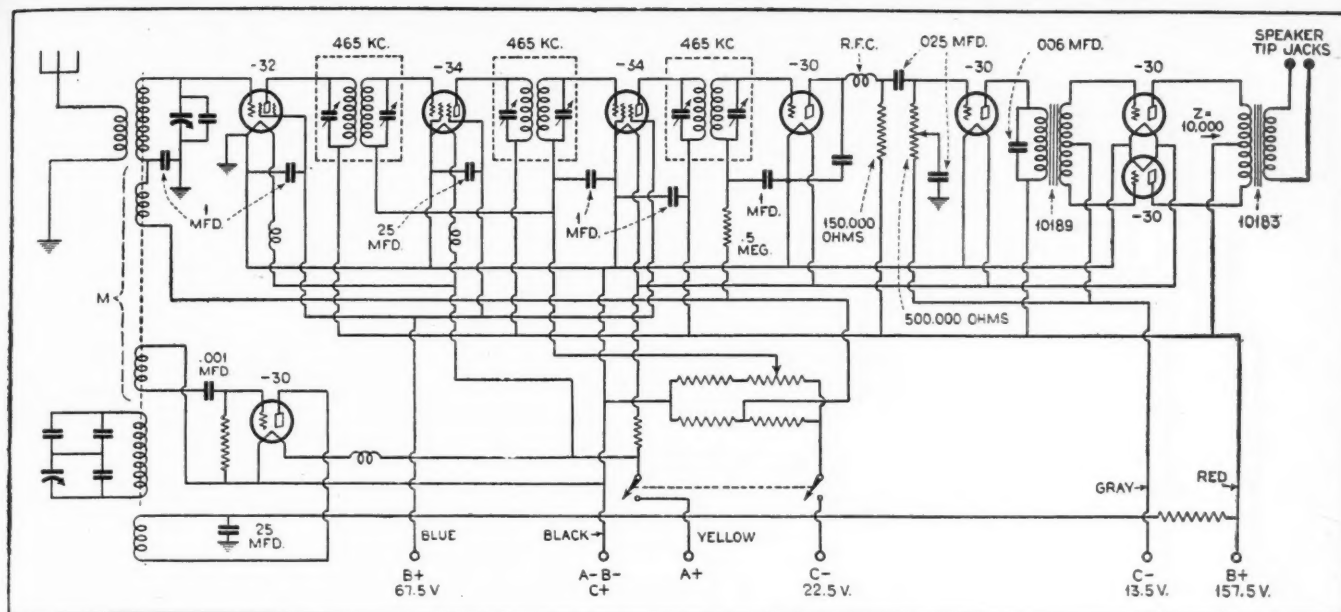 465 KC.
465 KC.
465 KC
R.F.C.
025 MFD.
.006 MFD.
SPEAKER
TIP JACKS
-32
-34
-34
-30
-30
-30
Z=
10,000
1
MFD.
25
MFD.
1
MFD.
1
MFD.
.5
MEG.
150,000
OHMS
500,000 OHMS
10189
-30
10183
M
.001
MFD
-30
25
MFD.
BLUE
BLACK
YELLOW
GRAY
RED
B+
67.5 V
A- B-
C+
A+
C-
22.5 V.
C-
13.5 V.
B+
157.5 V.